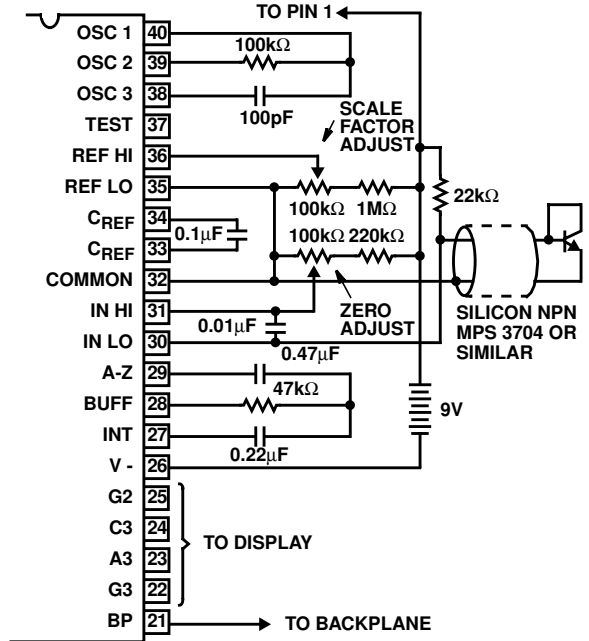 TO PIN 1
OSC 1 40
100kΩ
OSC 2 39
OSC 3 38
100pF
SCALE
FACTOR
ADJUST
TEST 37
REF HI 36
REF LO 35
22kΩ
100kΩ 1MΩ
CREF 34
0.1µF
100kΩ 220kΩ
CREF 33
COMMON 32
ZERO
ADJUST
SILICON NPN
MPS 3704 OR
SIMILAR
IN HI 31
0.01µF
IN LO 30
0.47µF
A-Z 29
47kΩ
BUFF 28
9V
INT 27
0.22µF
V - 26
G2 25
C3 24
TO DISPLAY
A3 23
G3 22
BP 21
TO BACKPLANE